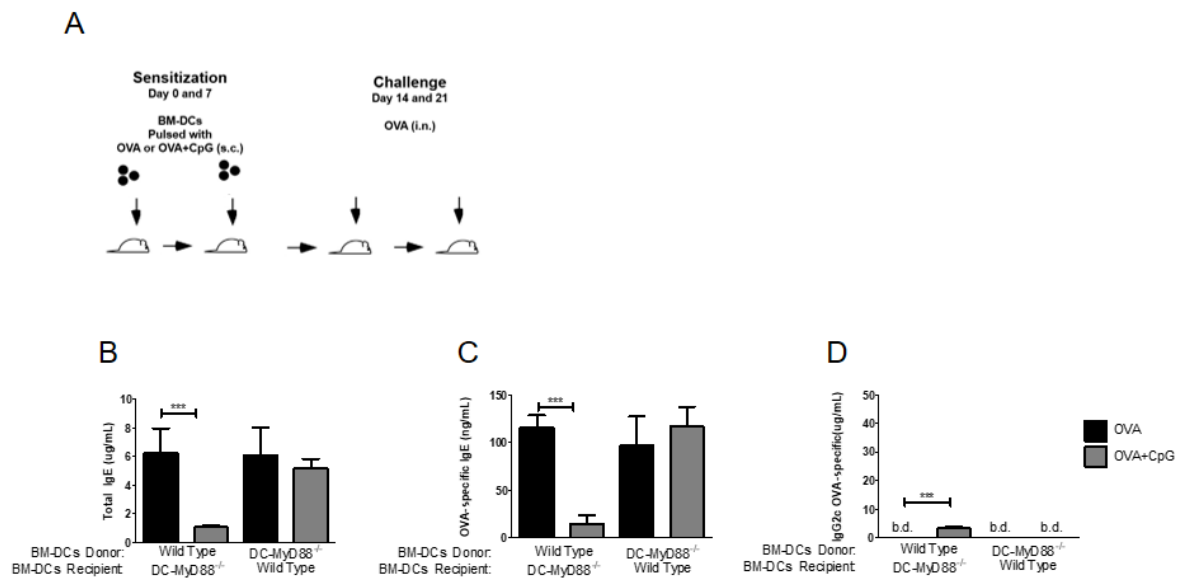 A
Sensitization
Day 0 and 7
BM-DCs
Pulsed with
OVA or OVA+CpG (s.c.)
Challenge
Day 14 and 21
OVA (i.n.)
B
Total IgE (ug/mL)
10
8
6
4
2
0
***
BM-DCs Donor: Wild Type DC-MyD88-/-
BM-DCs Recipient: DC-MyD88-/- Wild Type
C
OVA-specific IgE (ng/mL)
150
100
50
0
***
BM-DCs Donor: Wild Type DC-MyD88-/-
BM-DCs Recipient: DC-MyD88-/- Wild Type
D
IgG2c OVA-specific(ug/mL)
50
40
30
20
10
0
***
b.d. b.d. b.d.
BM-DCs Donor: Wild Type DC-MyD88-/-
BM-DCs Recipient: DC-MyD88-/- Wild Type
OVA
OVA+CpG